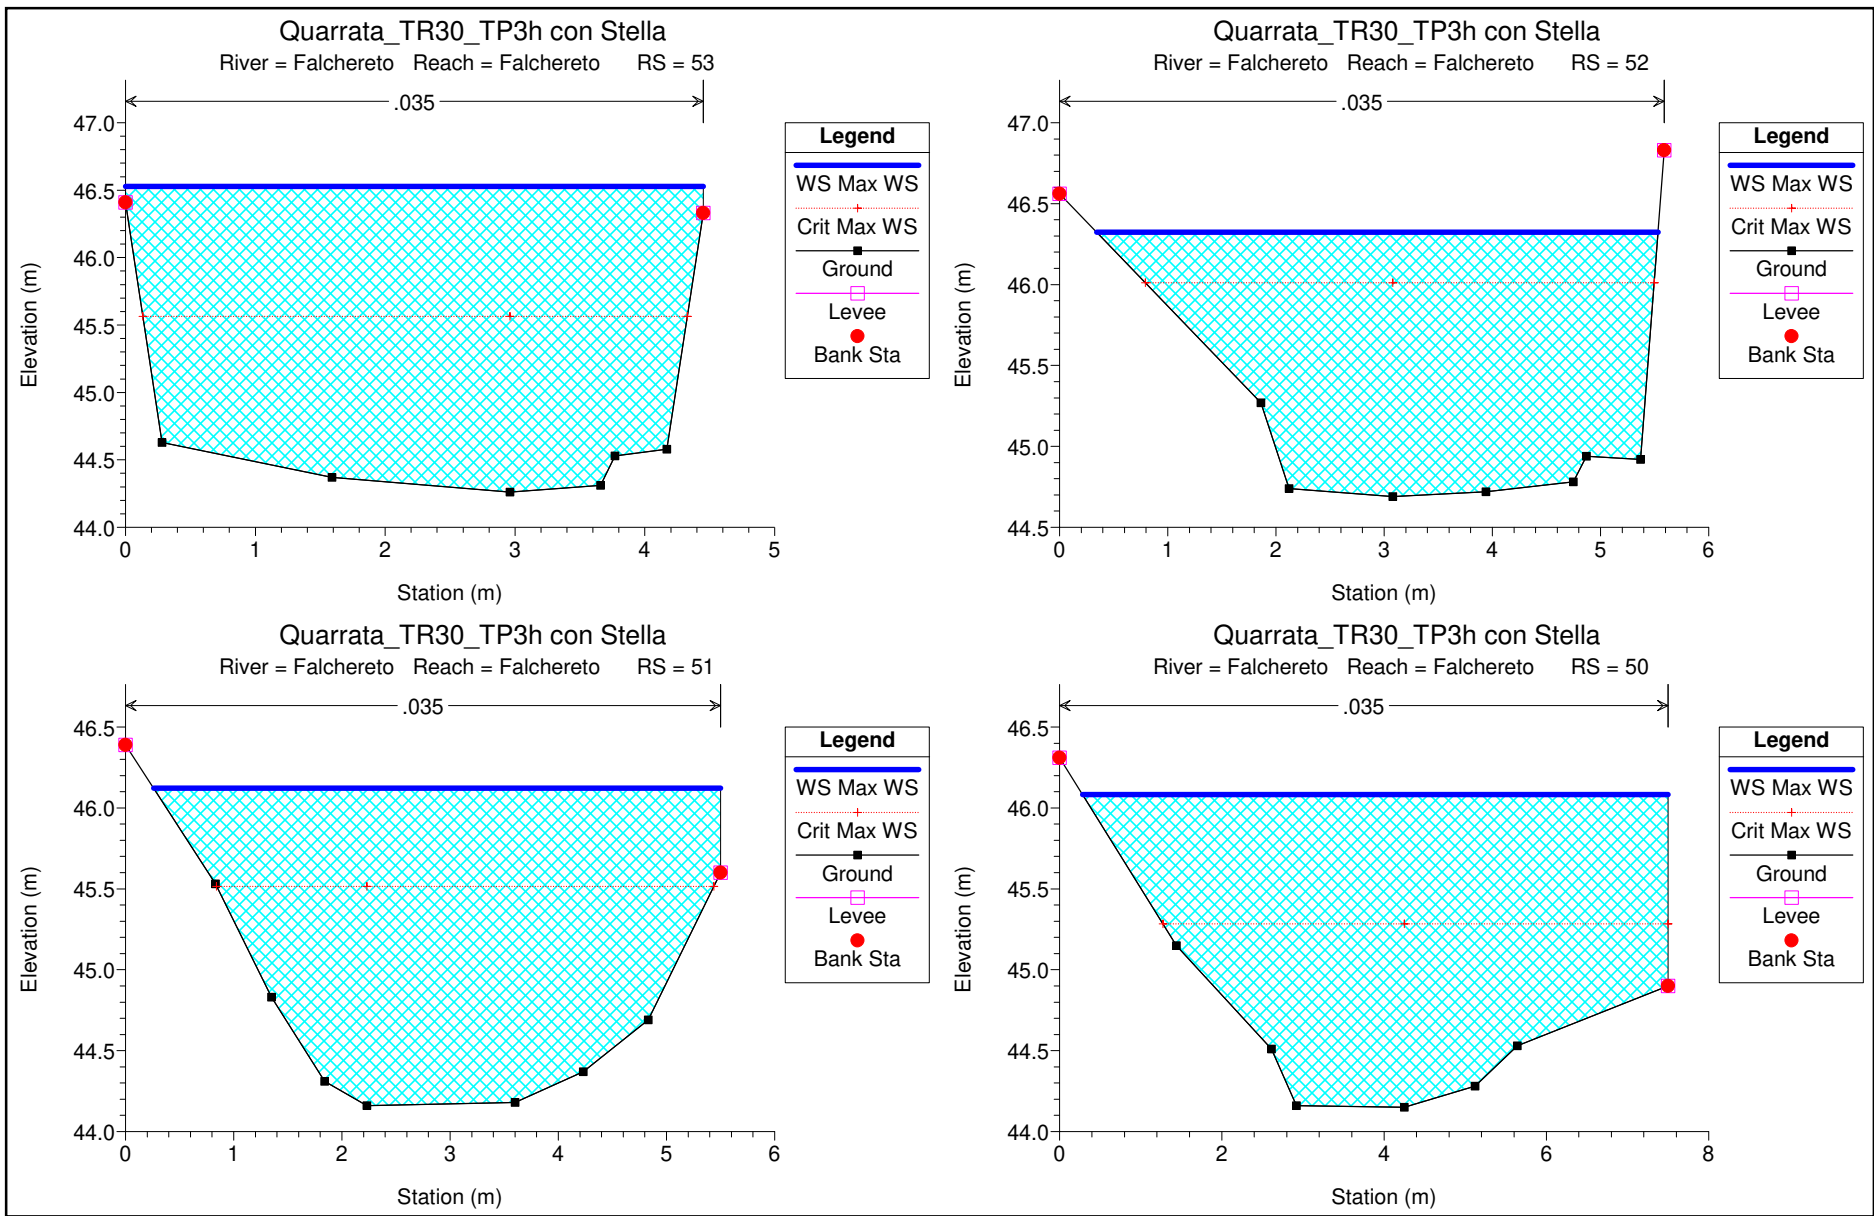 Quarrata_TR30_TP3h con Stella
River = Falchereto Reach = Falchereto RS = 53
.035
47.0
46.5
46.0
45.5
45.0
44.5
44.0
Elevation (m)
0 1 2 3 4 5
Station (m)
Legend
WS Max WS
Crit Max WS
Ground
Levee
Bank Sta
Quarrata_TR30_TP3h con Stella
River = Falchereto Reach = Falchereto RS = 52
.035
47.0
46.5
46.0
45.5
45.0
44.5
Elevation (m)
0 1 2 3 4 5 6
Station (m)
Legend
WS Max WS
Crit Max WS
Ground
Levee
Bank Sta
Quarrata_TR30_TP3h con Stella
River = Falchereto Reach = Falchereto RS = 51
.035
46.5
46.0
45.5
45.0
44.5
44.0
Elevation (m)
0 1 2 3 4 5 6
Station (m)
Legend
WS Max WS
Crit Max WS
Ground
Levee
Bank Sta
Quarrata_TR30_TP3h con Stella
River = Falchereto Reach = Falchereto RS = 50
.035
46.5
46.0
45.5
45.0
44.5
44.0
Elevation (m)
0 2 4 6 8
Station (m)
Legend
WS Max WS
Crit Max WS
Ground
Levee
Bank Sta